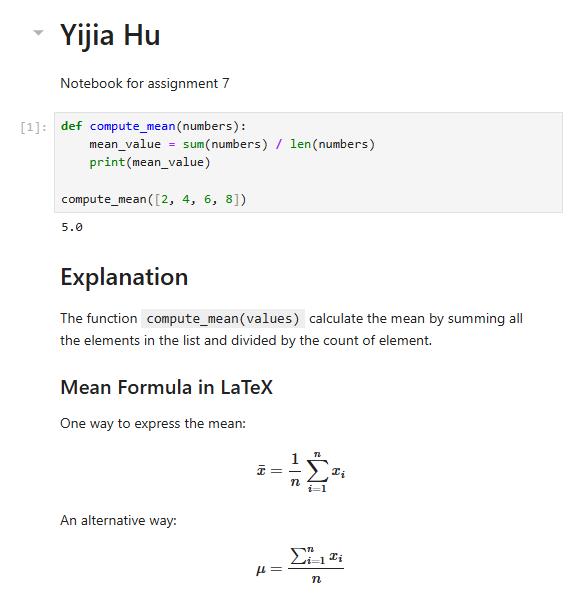 Yijia Hu
Notebook for assignment 7
[1]: def compute_mean(numbers):
    mean_value = sum(numbers) / len(numbers)
    print(mean_value)
compute_mean([2, 4, 6, 8])
5.0
Explanation
The function compute_mean(values) calculate the mean by summing all
the elements in the list and divided by the count of element.
Mean Formula in LaTeX
One way to express the mean:
x̄ = \frac{1}{n} \sum_{i=1}^{n} x_i
An alternative way:
μ = \frac{\sum_{i=1}^{n} x_i}{n}